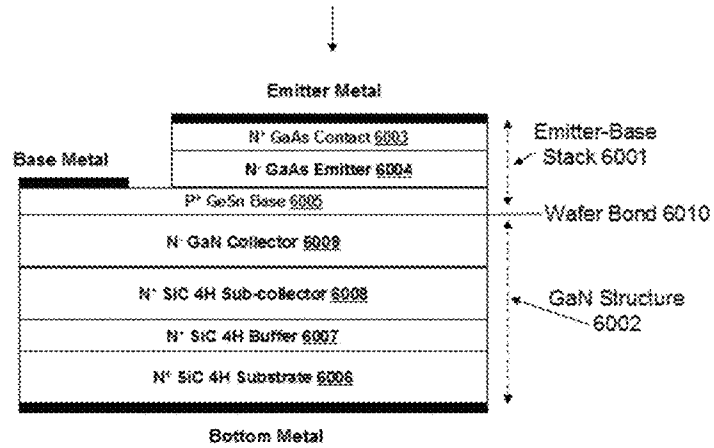 Emitter Metal
N⁺ GaAs Contact 6003
Emitter-Base
Stack 6001
Base Metal
N⁻ GaAs Emitter 6004
P⁺ GeSn Base 6005
Wafer Bond 6010
N⁻ GaN Collector 6009
N⁺ SiC 4H Sub-collector 6008
GaN Structure
6002
N⁺ SiC 4H Buffer 6007
N⁺ SiC 4H Substrate 6006
Bottom Metal